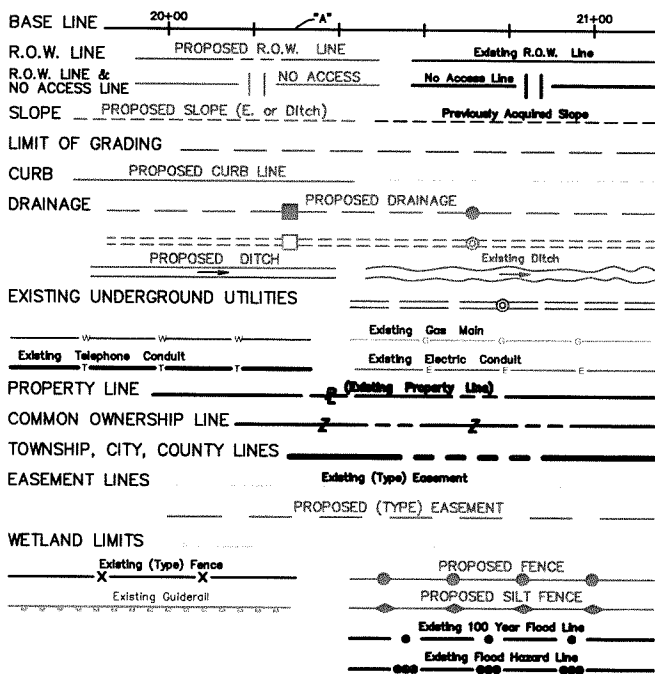 20+00 "A" 21+00
BASE LINE
R.O.W. LINE PROPOSED R.O.W. LINE Existing R.O.W. Line
R.O.W. LINE &
NO ACCESS LINE NO ACCESS No Access Line
SLOPE PROPOSED SLOPE (E. or Ditch) Previously Acquired Slope
LIMIT OF GRADING
CURB PROPOSED CURB LINE
DRAINAGE PROPOSED DRAINAGE
PROPOSED DITCH Existing Ditch
EXISTING UNDERGROUND UTILITIES
Existing Gas Main
W W W G G G
Existing Telephone Conduit Existing Electric Conduit
T T T E E E
PROPERTY LINE PL (Existing Property Line)
COMMON OWNERSHIP LINE Z Z
TOWNSHIP, CITY, COUNTY LINES
EASEMENT LINES Existing (Type) Easement
PROPOSED (TYPE) EASEMENT
WETLAND LIMITS
Existing (Type) Fence PROPOSED FENCE
X X
Existing Guiderail PROPOSED SILT FENCE
Existing 100 Year Flood Line
Existing Flood Hazard Line